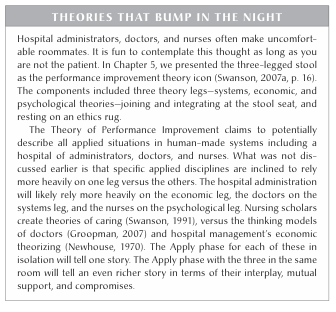 THEORIES THAT BUMP IN THE NIGHT
Hospital administrators, doctors, and nurses often make uncomfort-
able roommates. It is fun to contemplate this thought as long as you
are not the patient. In Chapter 5, we presented the three-legged stool
as the performance improvement theory icon (Swanson, 2007a, p. 16).
The components included three theory legs—systems, economic, and
psychological theories—joining and integrating at the stool seat, and
resting on an ethics rug.
The Theory of Performance Improvement claims to potentially
describe all applied situations in human-made systems including a
hospital of administrators, doctors, and nurses. What was not dis-
cussed earlier is that specific applied disciplines are inclined to rely
more heavily on one leg versus the others. The hospital administration
will likely rely more heavily on the economic leg, the doctors on the
systems leg, and the nurses on the psychological leg. Nursing scholars
create theories of caring (Swanson, 1991), versus the thinking models
of doctors (Groopman, 2007) and hospital management's economic
theorizing (Newhouse, 1970). The Apply phase for each of these in
isolation will tell one story. The Apply phase with the three in the same
room will tell an even richer story in terms of their interplay, mutual
support, and compromises.